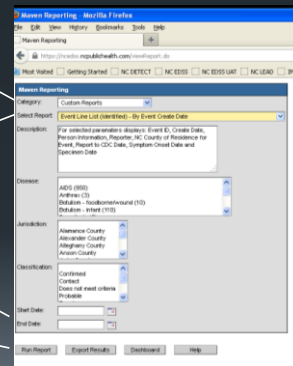 Maven Reporting - Mozilla Firefox
File Edit View History Bookmarks Tools Help
Maven Reporting
ncpublichealth.com
Most Visited Getting Started NC DETECT NC EDSS NC EDSS UAT NC LEAD
Maven Reporting
Category: Custom Reports
Select Report: Event Line List (Identified) - By Event Create Date
Description: For selected parameters displays: Event ID, Create Date,
Person Information, Reporter, NC County of Residence for
Event, Report to CDC Date, Symptom Onset Date and
Specimen Date
Disease:
AIDS (950)
Anthrax (3)
Botulism - foodborne/wound (10)
Botulism - infant (110)
Jurisdiction:
Alamance County
Alexander County
Alleghany County
Anson County
Classification:
Confirmed
Contact
Does not meet criteria
Probable
Start Date:
End Date:
Run Report Export Results Dashboard Help